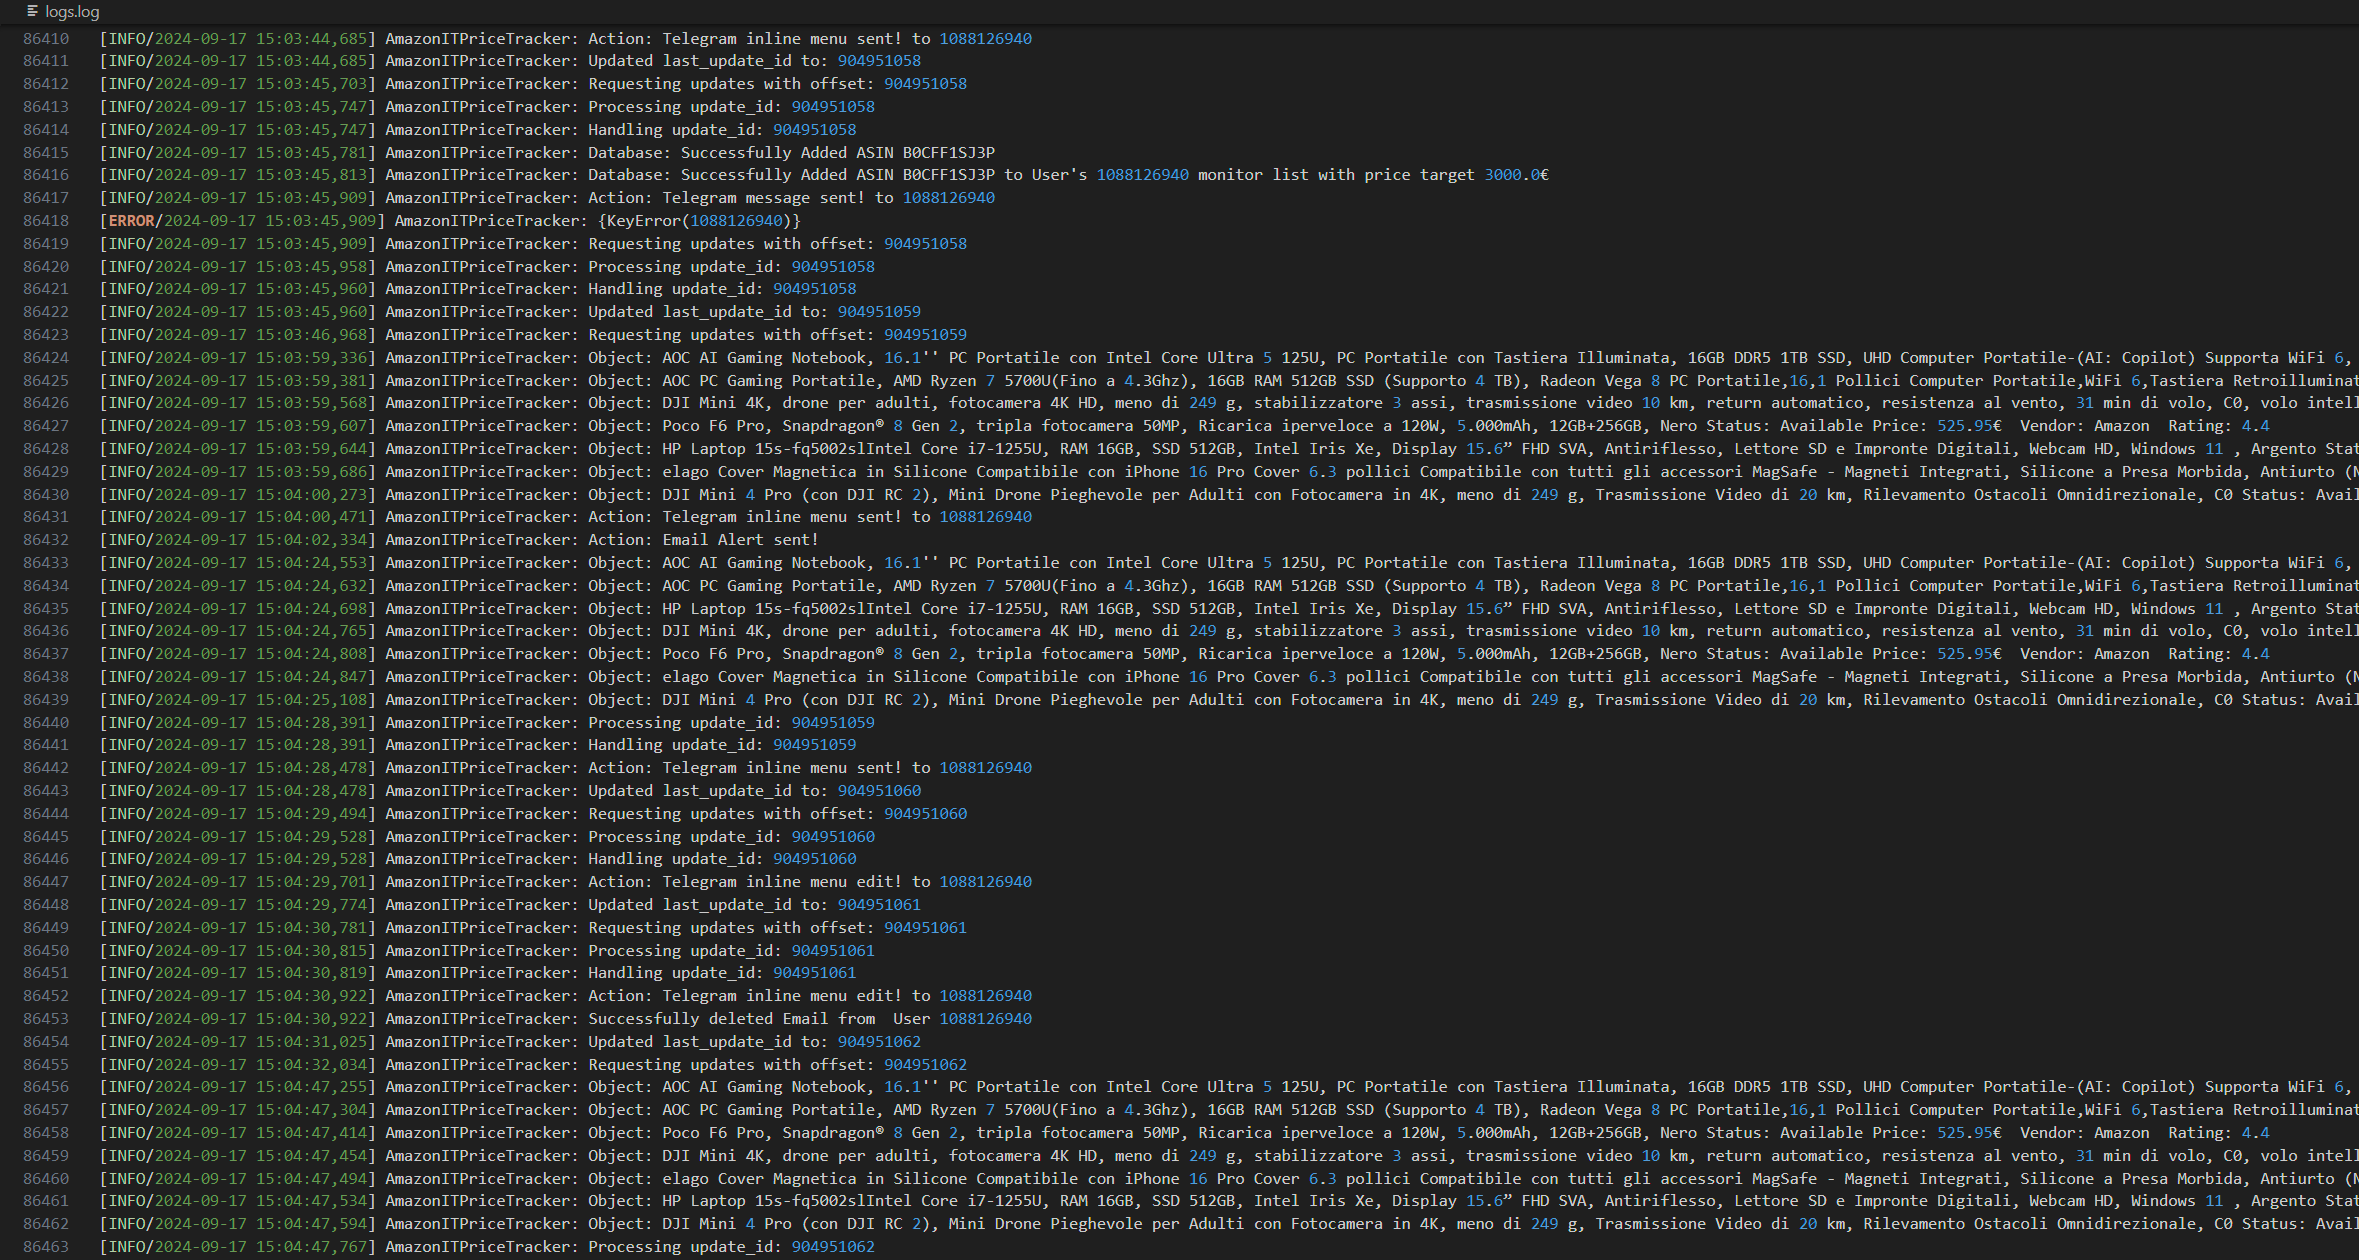 logs.log
86410 [INFO/2024-09-17 15:03:44,685] AmazonITPriceTracker: Action: Telegram inline menu sent! to 1088126940
86411 [INFO/2024-09-17 15:03:44,685] AmazonITPriceTracker: Updated last_update_id to: 904951058
86412 [INFO/2024-09-17 15:03:45,703] AmazonITPriceTracker: Requesting updates with offset: 904951058
86413 [INFO/2024-09-17 15:03:45,747] AmazonITPriceTracker: Processing update_id: 904951058
86414 [INFO/2024-09-17 15:03:45,747] AmazonITPriceTracker: Handling update_id: 904951058
86415 [INFO/2024-09-17 15:03:45,781] AmazonITPriceTracker: Database: Successfully Added ASIN B0CFF1SJ3P
86416 [INFO/2024-09-17 15:03:45,813] AmazonITPriceTracker: Database: Successfully Added ASIN B0CFF1SJ3P to User's 1088126940 monitor list with price target 3000.0€
86417 [INFO/2024-09-17 15:03:45,909] AmazonITPriceTracker: Action: Telegram message sent! to 1088126940
86418 [ERROR/2024-09-17 15:03:45,909] AmazonITPriceTracker: {KeyError(1088126940)}
86419 [INFO/2024-09-17 15:03:45,909] AmazonITPriceTracker: Requesting updates with offset: 904951058
86420 [INFO/2024-09-17 15:03:45,958] AmazonITPriceTracker: Processing update_id: 904951058
86421 [INFO/2024-09-17 15:03:45,960] AmazonITPriceTracker: Handling update_id: 904951058
86422 [INFO/2024-09-17 15:03:45,960] AmazonITPriceTracker: Updated last_update_id to: 904951059
86423 [INFO/2024-09-17 15:03:46,968] AmazonITPriceTracker: Requesting updates with offset: 904951059
86424 [INFO/2024-09-17 15:03:59,336] AmazonITPriceTracker: Object: AOC AI Gaming Notebook, 16.1'' PC Portatile con Intel Core Ultra 5 125U, PC Portatile con Tastiera Illuminata, 16GB DDR5 1TB SSD, UHD Computer Portatile-(AI: Copilot) Supporta WiFi 6,
86425 [INFO/2024-09-17 15:03:59,381] AmazonITPriceTracker: Object: AOC PC Gaming Portatile, AMD Ryzen 7 5700U(Fino a 4.3Ghz), 16GB RAM 512GB SSD (Supporto 4 TB), Radeon Vega 8 PC Portatile,16,1 Pollici Computer Portatile,WiFi 6,Tastiera Retroilluminat
86426 [INFO/2024-09-17 15:03:59,568] AmazonITPriceTracker: Object: DJI Mini 4K, drone per adulti, fotocamera 4K HD, meno di 249 g, stabilizzatore 3 assi, trasmissione video 10 km, return automatico, resistenza al vento, 31 min di volo, C0, volo intell
86427 [INFO/2024-09-17 15:03:59,607] AmazonITPriceTracker: Object: Poco F6 Pro, Snapdragon® 8 Gen 2, tripla fotocamera 50MP, Ricarica iperveloce a 120W, 5.000mAh, 12GB+256GB, Nero Status: Available Price: 525.95€  Vendor: Amazon  Rating: 4.4
86428 [INFO/2024-09-17 15:03:59,644] AmazonITPriceTracker: Object: HP Laptop 15s-fq5002slIntel Core i7-1255U, RAM 16GB, SSD 512GB, Intel Iris Xe, Display 15.6” FHD SVA, Antiriflesso, Lettore SD e Impronte Digitali, Webcam HD, Windows 11 , Argento Stat
86429 [INFO/2024-09-17 15:03:59,686] AmazonITPriceTracker: Object: elago Cover Magnetica in Silicone Compatibile con iPhone 16 Pro Cover 6.3 pollici Compatibile con tutti gli accessori MagSafe - Magneti Integrati, Silicone a Presa Morbida, Antiurto (N
86430 [INFO/2024-09-17 15:04:00,273] AmazonITPriceTracker: Object: DJI Mini 4 Pro (con DJI RC 2), Mini Drone Pieghevole per Adulti con Fotocamera in 4K, meno di 249 g, Trasmissione Video di 20 km, Rilevamento Ostacoli Omnidirezionale, C0 Status: Avail
86431 [INFO/2024-09-17 15:04:00,471] AmazonITPriceTracker: Action: Telegram inline menu sent! to 1088126940
86432 [INFO/2024-09-17 15:04:02,334] AmazonITPriceTracker: Action: Email Alert sent!
86433 [INFO/2024-09-17 15:04:24,553] AmazonITPriceTracker: Object: AOC AI Gaming Notebook, 16.1'' PC Portatile con Intel Core Ultra 5 125U, PC Portatile con Tastiera Illuminata, 16GB DDR5 1TB SSD, UHD Computer Portatile-(AI: Copilot) Supporta WiFi 6,
86434 [INFO/2024-09-17 15:04:24,632] AmazonITPriceTracker: Object: AOC PC Gaming Portatile, AMD Ryzen 7 5700U(Fino a 4.3Ghz), 16GB RAM 512GB SSD (Supporto 4 TB), Radeon Vega 8 PC Portatile,16,1 Pollici Computer Portatile,WiFi 6,Tastiera Retroilluminat
86435 [INFO/2024-09-17 15:04:24,698] AmazonITPriceTracker: Object: HP Laptop 15s-fq5002slIntel Core i7-1255U, RAM 16GB, SSD 512GB, Intel Iris Xe, Display 15.6” FHD SVA, Antiriflesso, Lettore SD e Impronte Digitali, Webcam HD, Windows 11 , Argento Stat
86436 [INFO/2024-09-17 15:04:24,765] AmazonITPriceTracker: Object: DJI Mini 4K, drone per adulti, fotocamera 4K HD, meno di 249 g, stabilizzatore 3 assi, trasmissione video 10 km, return automatico, resistenza al vento, 31 min di volo, C0, volo intell
86437 [INFO/2024-09-17 15:04:24,808] AmazonITPriceTracker: Object: Poco F6 Pro, Snapdragon® 8 Gen 2, tripla fotocamera 50MP, Ricarica iperveloce a 120W, 5.000mAh, 12GB+256GB, Nero Status: Available Price: 525.95€  Vendor: Amazon  Rating: 4.4
86438 [INFO/2024-09-17 15:04:24,847] AmazonITPriceTracker: Object: elago Cover Magnetica in Silicone Compatibile con iPhone 16 Pro Cover 6.3 pollici Compatibile con tutti gli accessori MagSafe - Magneti Integrati, Silicone a Presa Morbida, Antiurto (N
86439 [INFO/2024-09-17 15:04:25,108] AmazonITPriceTracker: Object: DJI Mini 4 Pro (con DJI RC 2), Mini Drone Pieghevole per Adulti con Fotocamera in 4K, meno di 249 g, Trasmissione Video di 20 km, Rilevamento Ostacoli Omnidirezionale, C0 Status: Avail
86440 [INFO/2024-09-17 15:04:28,391] AmazonITPriceTracker: Processing update_id: 904951059
86441 [INFO/2024-09-17 15:04:28,391] AmazonITPriceTracker: Handling update_id: 904951059
86442 [INFO/2024-09-17 15:04:28,478] AmazonITPriceTracker: Action: Telegram inline menu sent! to 1088126940
86443 [INFO/2024-09-17 15:04:28,478] AmazonITPriceTracker: Updated last_update_id to: 904951060
86444 [INFO/2024-09-17 15:04:29,494] AmazonITPriceTracker: Requesting updates with offset: 904951060
86445 [INFO/2024-09-17 15:04:29,528] AmazonITPriceTracker: Processing update_id: 904951060
86446 [INFO/2024-09-17 15:04:29,528] AmazonITPriceTracker: Handling update_id: 904951060
86447 [INFO/2024-09-17 15:04:29,701] AmazonITPriceTracker: Action: Telegram inline menu edit! to 1088126940
86448 [INFO/2024-09-17 15:04:29,774] AmazonITPriceTracker: Updated last_update_id to: 904951061
86449 [INFO/2024-09-17 15:04:30,781] AmazonITPriceTracker: Requesting updates with offset: 904951061
86450 [INFO/2024-09-17 15:04:30,815] AmazonITPriceTracker: Processing update_id: 904951061
86451 [INFO/2024-09-17 15:04:30,819] AmazonITPriceTracker: Handling update_id: 904951061
86452 [INFO/2024-09-17 15:04:30,922] AmazonITPriceTracker: Action: Telegram inline menu edit! to 1088126940
86453 [INFO/2024-09-17 15:04:30,922] AmazonITPriceTracker: Successfully deleted Email from  User 1088126940
86454 [INFO/2024-09-17 15:04:31,025] AmazonITPriceTracker: Updated last_update_id to: 904951062
86455 [INFO/2024-09-17 15:04:32,034] AmazonITPriceTracker: Requesting updates with offset: 904951062
86456 [INFO/2024-09-17 15:04:47,255] AmazonITPriceTracker: Object: AOC AI Gaming Notebook, 16.1'' PC Portatile con Intel Core Ultra 5 125U, PC Portatile con Tastiera Illuminata, 16GB DDR5 1TB SSD, UHD Computer Portatile-(AI: Copilot) Supporta WiFi 6,
86457 [INFO/2024-09-17 15:04:47,304] AmazonITPriceTracker: Object: AOC PC Gaming Portatile, AMD Ryzen 7 5700U(Fino a 4.3Ghz), 16GB RAM 512GB SSD (Supporto 4 TB), Radeon Vega 8 PC Portatile,16,1 Pollici Computer Portatile,WiFi 6,Tastiera Retroilluminat
86458 [INFO/2024-09-17 15:04:47,414] AmazonITPriceTracker: Object: Poco F6 Pro, Snapdragon® 8 Gen 2, tripla fotocamera 50MP, Ricarica iperveloce a 120W, 5.000mAh, 12GB+256GB, Nero Status: Available Price: 525.95€  Vendor: Amazon  Rating: 4.4
86459 [INFO/2024-09-17 15:04:47,454] AmazonITPriceTracker: Object: DJI Mini 4K, drone per adulti, fotocamera 4K HD, meno di 249 g, stabilizzatore 3 assi, trasmissione video 10 km, return automatico, resistenza al vento, 31 min di volo, C0, volo intell
86460 [INFO/2024-09-17 15:04:47,494] AmazonITPriceTracker: Object: elago Cover Magnetica in Silicone Compatibile con iPhone 16 Pro Cover 6.3 pollici Compatibile con tutti gli accessori MagSafe - Magneti Integrati, Silicone a Presa Morbida, Antiurto (N
86461 [INFO/2024-09-17 15:04:47,534] AmazonITPriceTracker: Object: HP Laptop 15s-fq5002slIntel Core i7-1255U, RAM 16GB, SSD 512GB, Intel Iris Xe, Display 15.6” FHD SVA, Antiriflesso, Lettore SD e Impronte Digitali, Webcam HD, Windows 11 , Argento Stat
86462 [INFO/2024-09-17 15:04:47,594] AmazonITPriceTracker: Object: DJI Mini 4 Pro (con DJI RC 2), Mini Drone Pieghevole per Adulti con Fotocamera in 4K, meno di 249 g, Trasmissione Video di 20 km, Rilevamento Ostacoli Omnidirezionale, C0 Status: Avail
86463 [INFO/2024-09-17 15:04:47,767] AmazonITPriceTracker: Processing update_id: 904951062